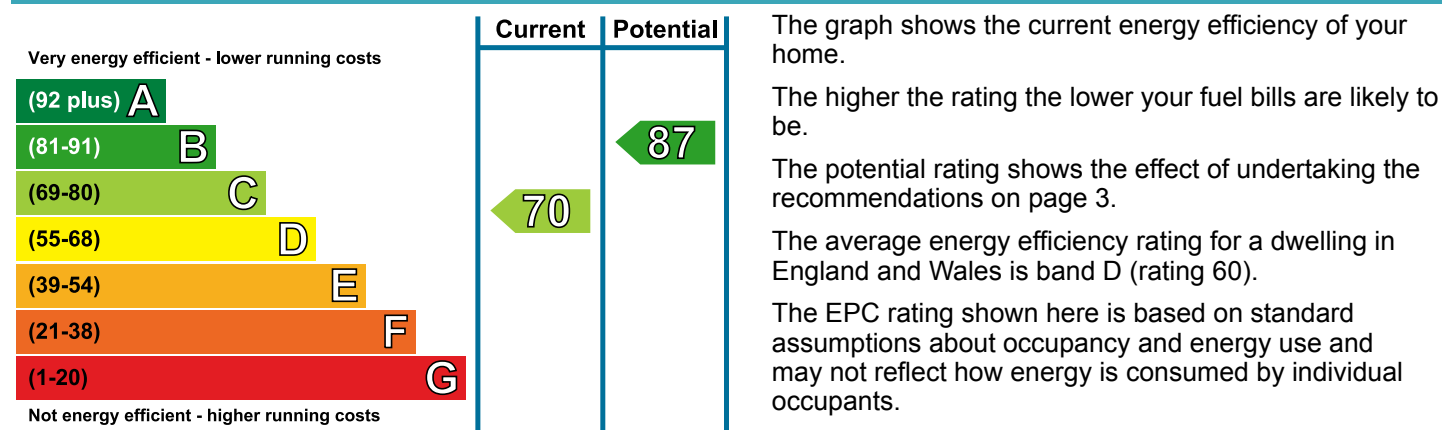 Current Potential
Very energy efficient - lower running costs
(92 plus) A
(81-91) B
87
(69-80) C
70
(55-68) D
(39-54) E
(21-38) F
(1-20) G
Not energy efficient - higher running costs
The graph shows the current energy efficiency of your
home.
The higher the rating the lower your fuel bills are likely to
be.
The potential rating shows the effect of undertaking the
recommendations on page 3.
The average energy efficiency rating for a dwelling in
England and Wales is band D (rating 60).
The EPC rating shown here is based on standard
assumptions about occupancy and energy use and
may not reflect how energy is consumed by individual
occupants.